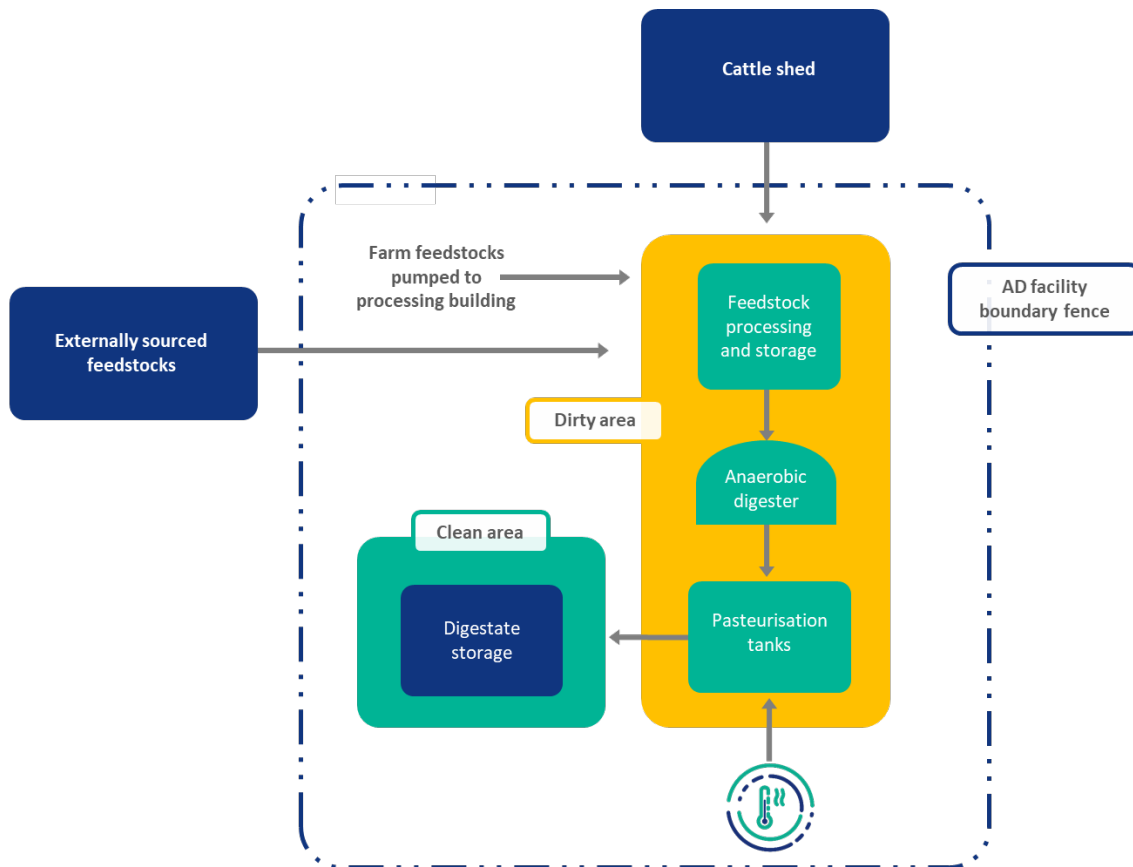 Cattle shed
Farm feedstocks
pumped to
processing building
AD facility
boundary fence
Externally sourced
feedstocks
Feedstock
processing
and storage
Dirty area
Anaerobic
digester
Clean area
Digestate
storage
Pasteurisation
tanks